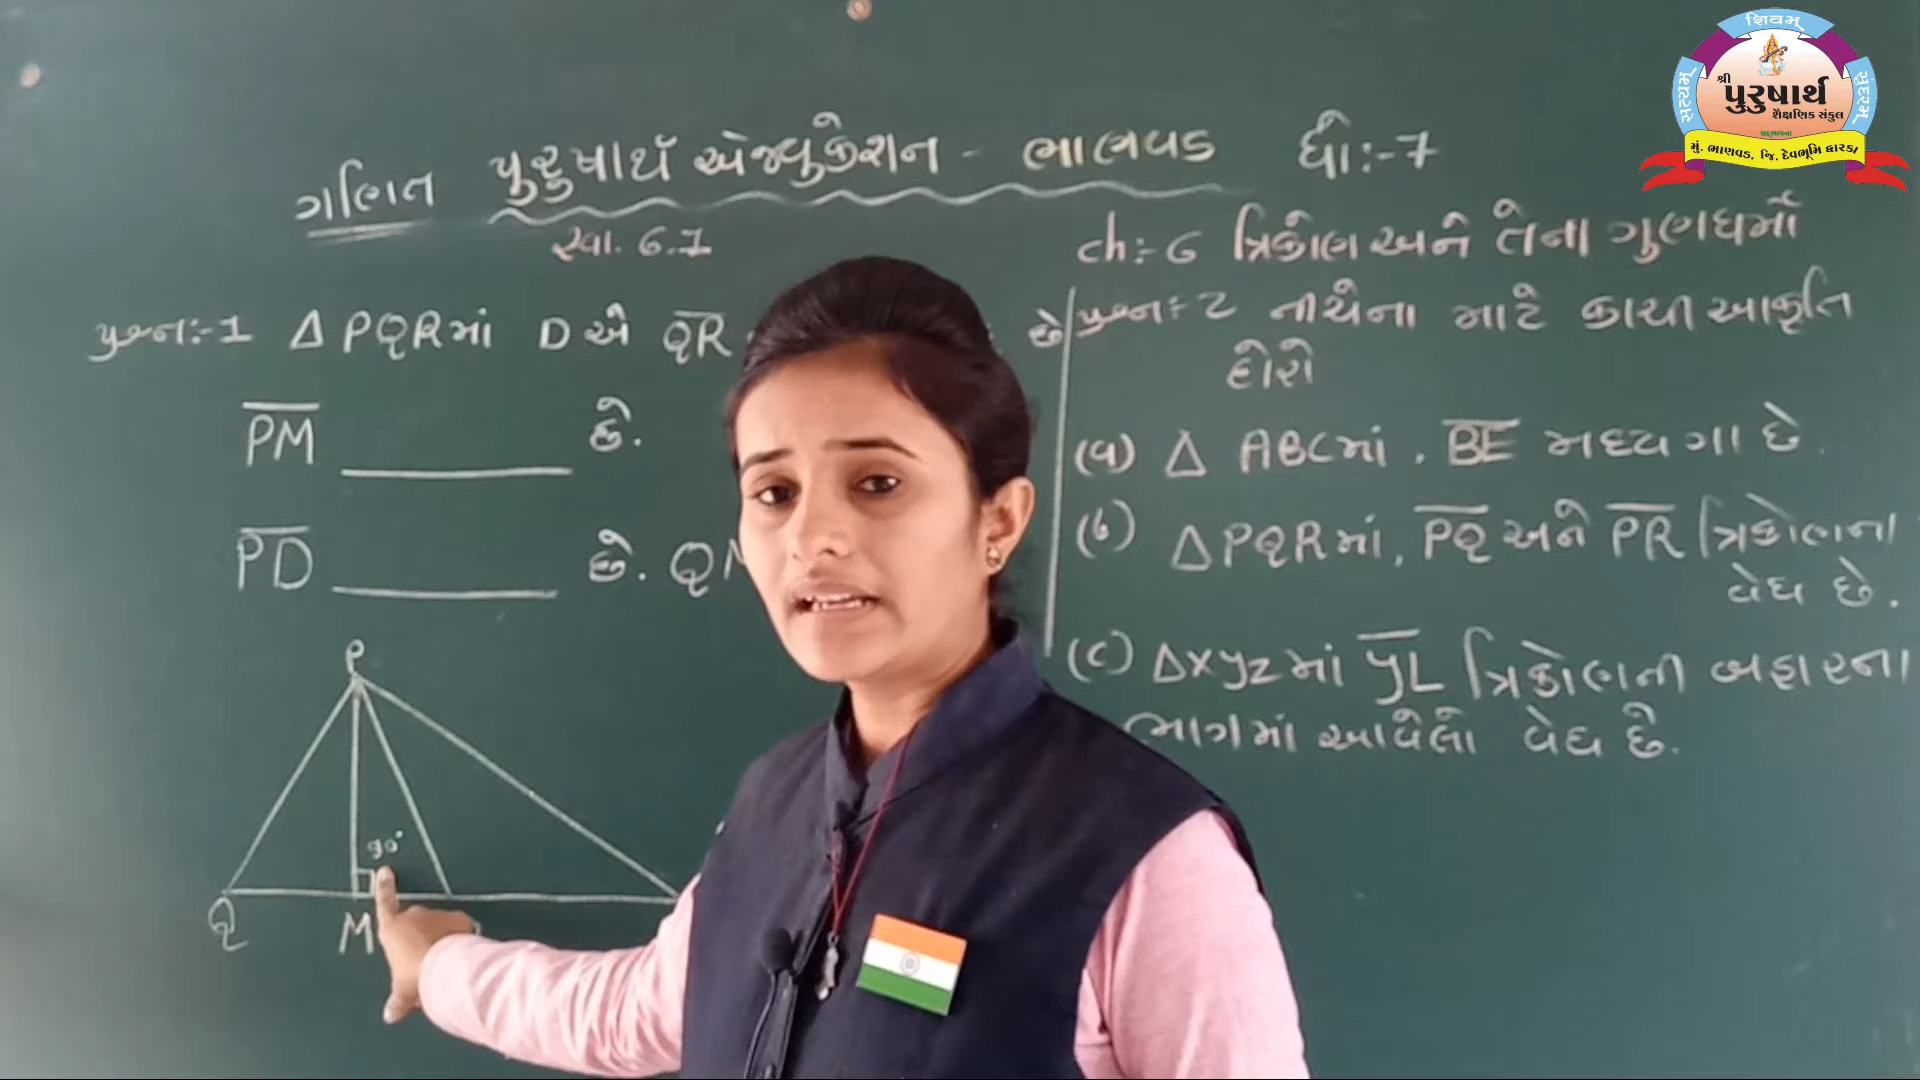 ગણિત પુરુષાર્થ એજ્યુકેશન - ભાણવડ ધો:-7
સ્વા. 6.1
ch:- 6 ત્રિકોણ અને તેના ગુણધર્મો
પ્રશ્ન:-1 Δ PQR માં D એ QR છે
PM ________ છે.
PD ________ છે. Q
P
90°
Q M
પ્રશ્ન:- 2 નીચેના માટે કાચી આકૃતિ
દોરો
(a) Δ ABC માં . BE મધ્યગા છે.
(b) Δ PQR માં, PQ અને PR ત્રિકોણના
વેધ છે.
(c) Δ XYZ માં YL ત્રિકોણની બહારના
ભાગમાં આવેલો વેધ છે.
શિવમ્
સત્યમ્
સુંદરમ્
શ્રી
પુરુષાર્થ
શૈક્ષણિક સંકુલ
મું. ભાણવડ, જિ. દેવભૂમિ દ્વારકા